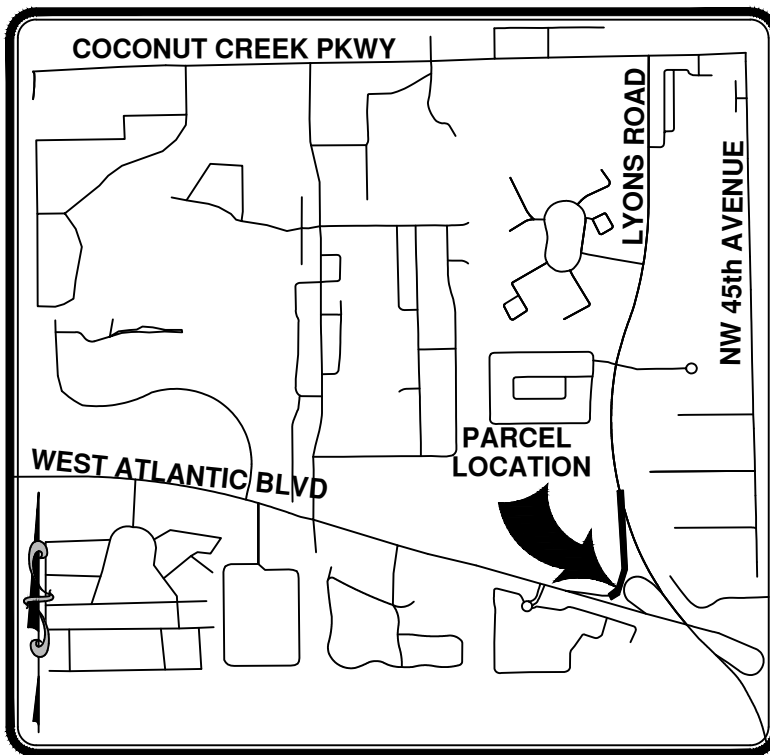 COCONUT CREEK PKWY
LYONS ROAD
NW 45th AVENUE
PARCEL
LOCATION
WEST ATLANTIC BLVD